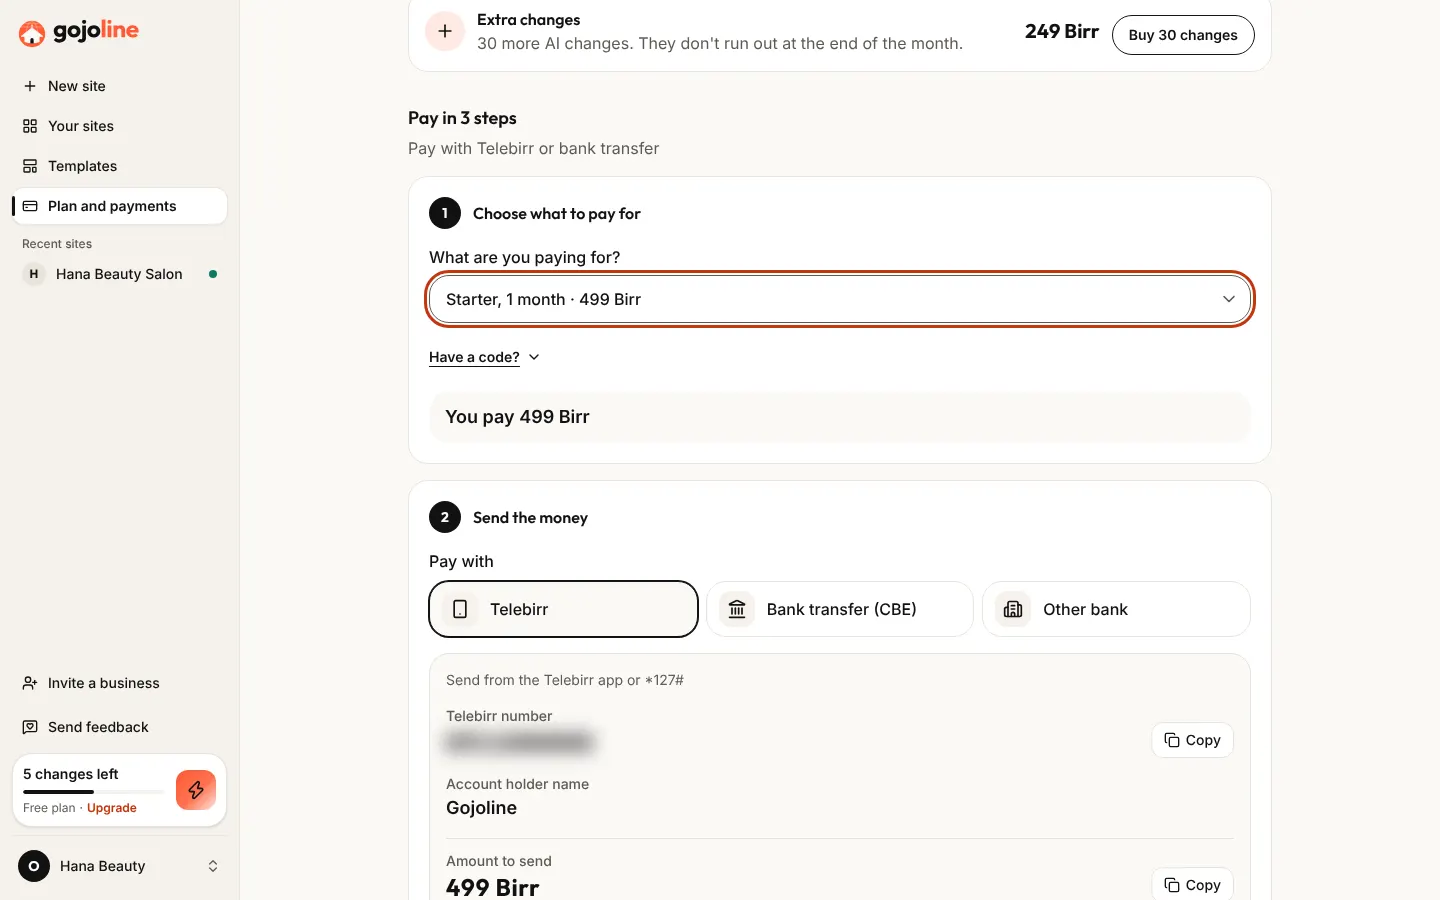 gojoline
New site
Your sites
Templates
Plan and payments
Recent sites
H Hana Beauty Salon
Invite a business
Send feedback
5 changes left
Free plan · Upgrade
O Hana Beauty
Extra changes
30 more AI changes. They don't run out at the end of the month.
249 Birr
Buy 30 changes
Pay in 3 steps
Pay with Telebirr or bank transfer
1 Choose what to pay for
What are you paying for?
Starter, 1 month · 499 Birr
Have a code?
You pay 499 Birr
2 Send the money
Pay with
Telebirr
Bank transfer (CBE)
Other bank
Send from the Telebirr app or *127#
Telebirr number
Copy
Account holder name
Gojoline
Amount to send
499 Birr
Copy